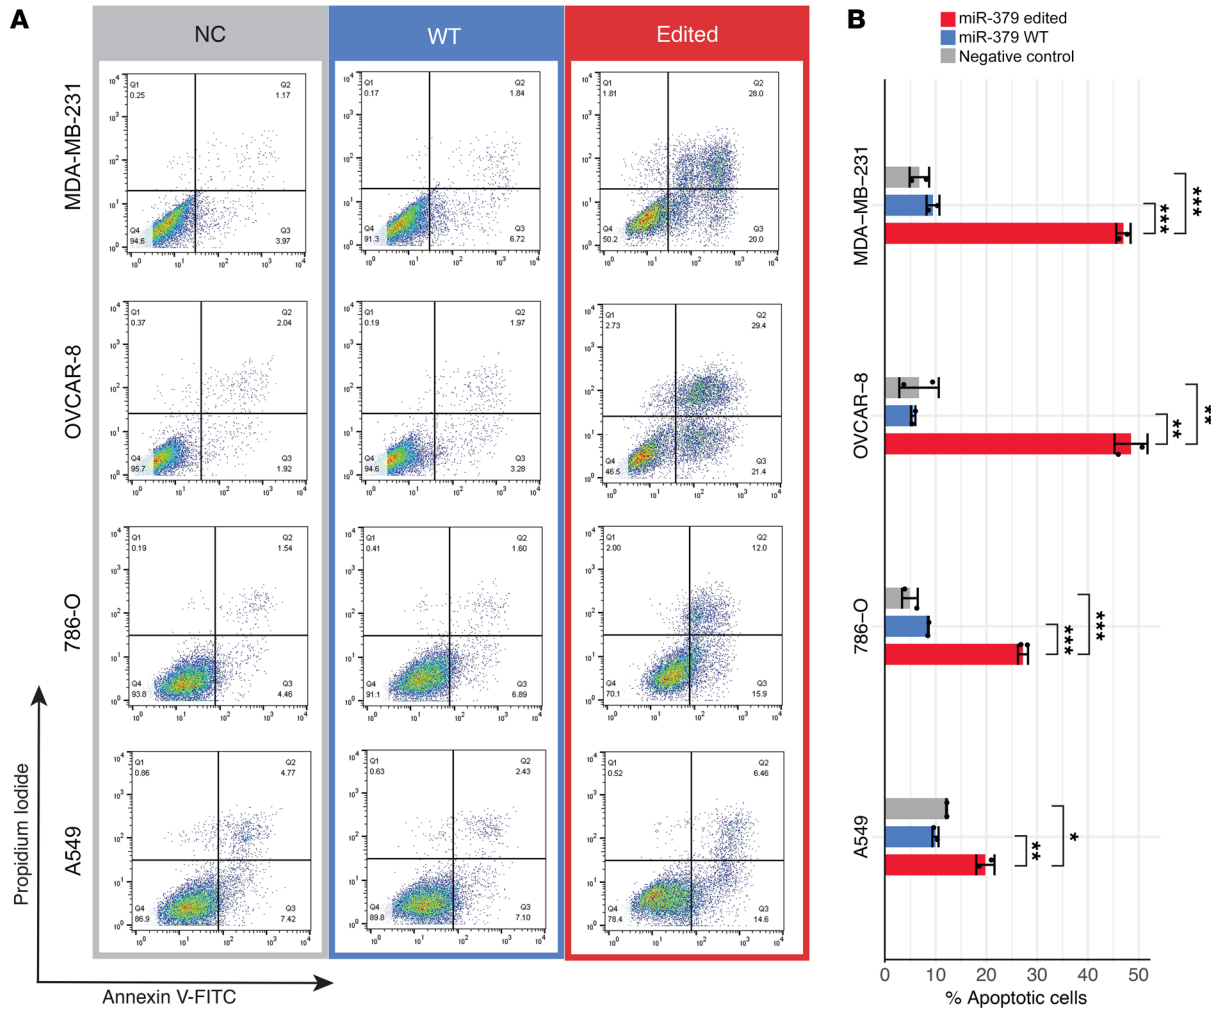 A
NC
WT
Edited
MDA-MB-231
Q1
0.25
Q2
1.17
Q4
94.6
Q3
3.97
Q1
0.17
Q2
1.84
Q4
91.3
Q3
6.72
Q1
1.81
Q2
28.0
Q4
50.2
Q3
20.0
OVCAR-8
Q1
0.37
Q2
2.04
Q4
95.7
Q3
1.92
Q1
0.19
Q2
1.97
Q4
94.6
Q3
3.28
Q1
2.73
Q2
29.4
Q4
46.5
Q3
21.4
786-O
Q1
0.19
Q2
1.54
Q4
93.8
Q3
4.46
Q1
0.41
Q2
1.60
Q4
91.1
Q3
6.89
Q1
2.00
Q2
12.0
Q4
70.1
Q3
15.9
A549
Q1
0.86
Q2
4.77
Q4
86.9
Q3
7.42
Q1
0.63
Q2
2.43
Q4
89.8
Q3
7.10
Q1
0.52
Q2
6.46
Q4
78.4
Q3
14.6
Propidium Iodide
Annexin V-FITC
B
miR-379 edited
miR-379 WT
Negative control
MDA–MB–231
***
***
OVCAR–8
**
**
786–O
***
***
A549
**
*
0 10 20 30 40 50
% Apoptotic cells